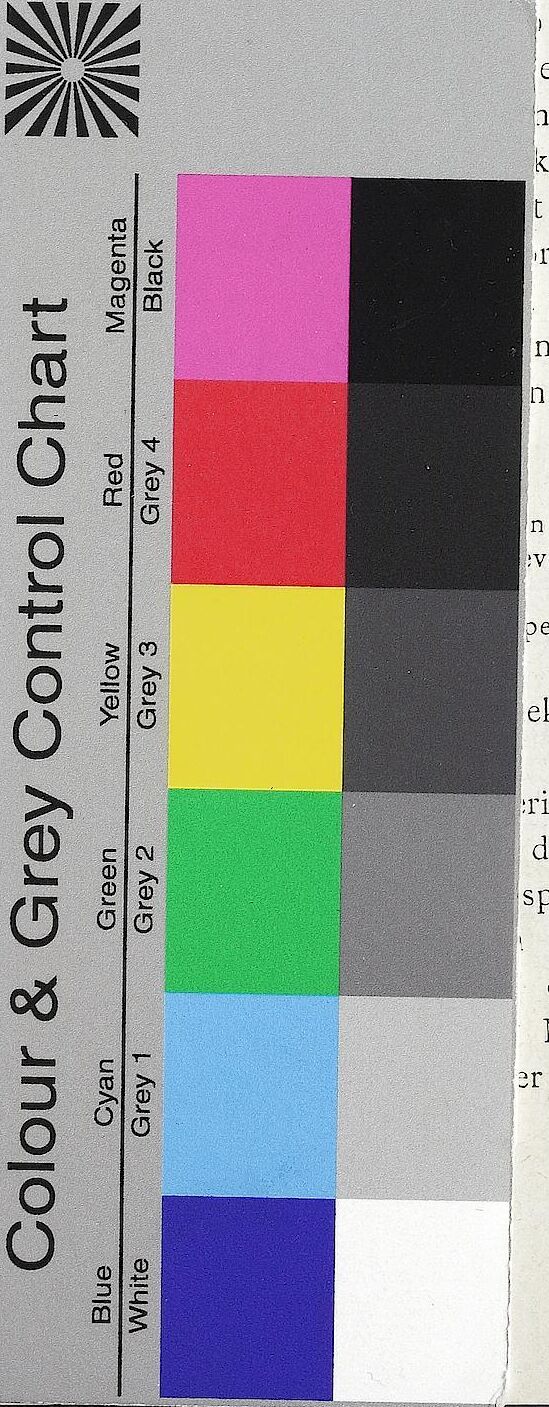 Colour & Grey Control Chart
Blue Cyan Green Yellow Red Magenta
White Grey 1 Grey 2 Grey 3 Grey 4 Black